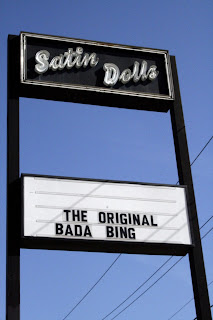 Satin Dolls
THE ORIGINAL
BADA BING